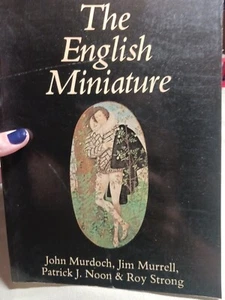 The
English
Miniature
John Murdoch, Jim Murrell,
Patrick J. Noon & Roy Strong